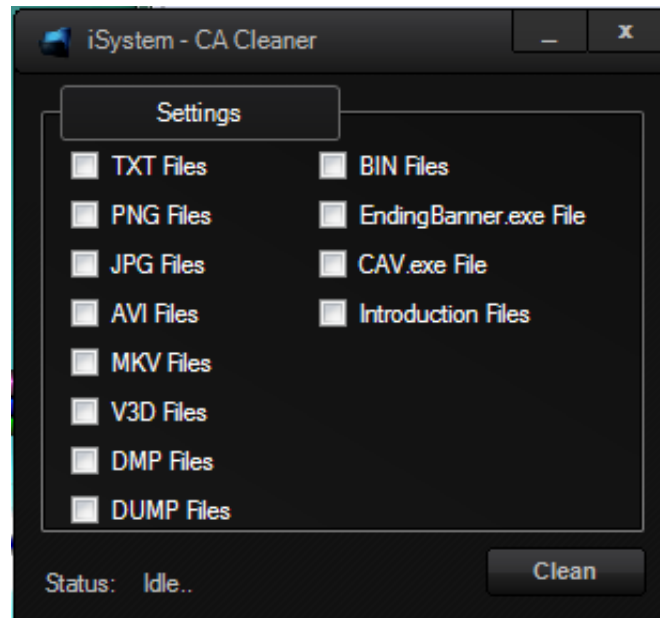 iSystem - CA Cleaner
_ x
Settings
TXT Files
PNG Files
JPG Files
AVI Files
MKV Files
V3D Files
DMP Files
DUMP Files
BIN Files
EndingBanner.exe File
CAV.exe File
Introduction Files
Status: Idle..
Clean